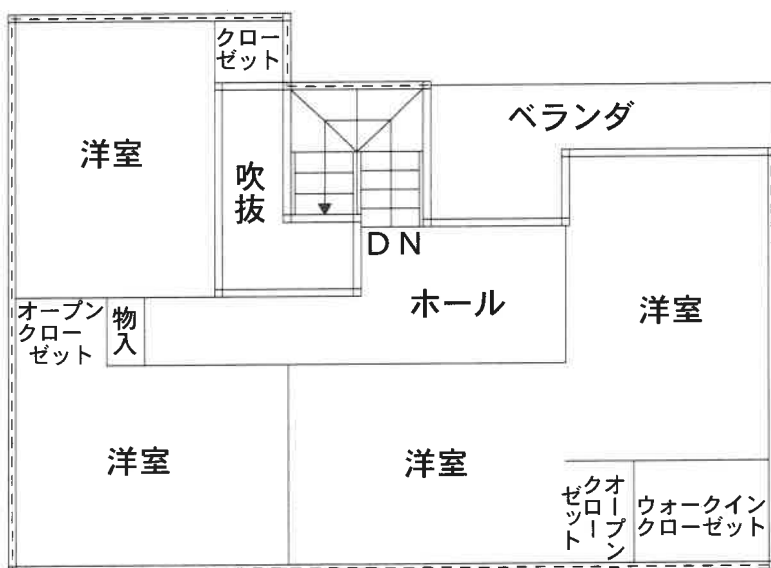 クロー
ゼット
ベランダ
洋室
吹抜
DN
ホール
洋室
オープン
クロー
ゼット
物入
洋室
洋室
オープン
クロー
ゼット
ウォークイン
クローゼット